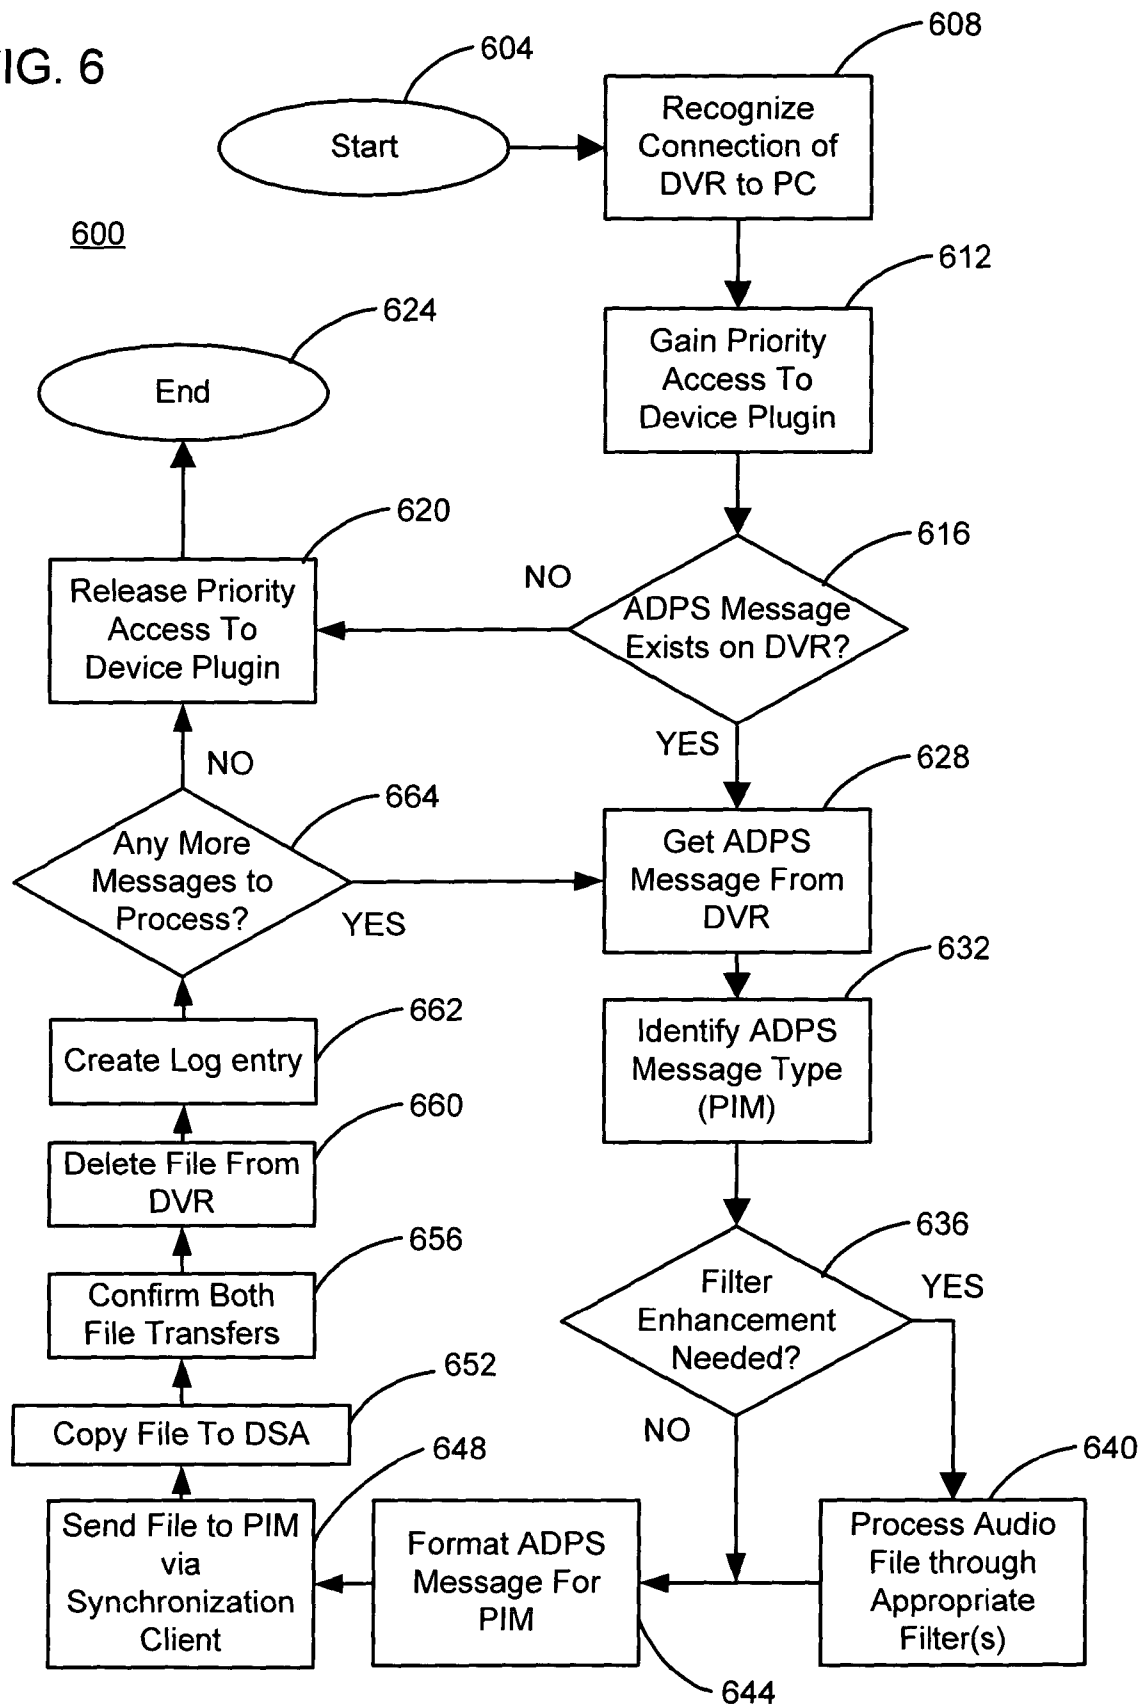 IG. 6
604
608
Start
Recognize
Connection of
DVR to PC
600
612
624
Gain Priority
Access To
Device Plugin
End
620
616
NO
Release Priority
Access To
Device Plugin
ADPS Message
Exists on DVR?
YES
NO
628
664
Any More
Messages to
Process?
YES
Get ADPS
Message From
DVR
632
662
Create Log entry
Identify ADPS
Message Type
(PIM)
660
Delete File From
DVR
636
656
YES
Confirm Both
File Transfers
Filter
Enhancement
Needed?
652
Copy File To DSA
NO
648
640
Send File to PIM
via
Synchronization
Client
Format ADPS
Message For
PIM
Process Audio
File through
Appropriate
Filter(s)
644